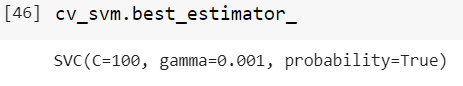 [46] cv_svm.best_estimator_
SVC(C=100, gamma=0.001, probability=True)